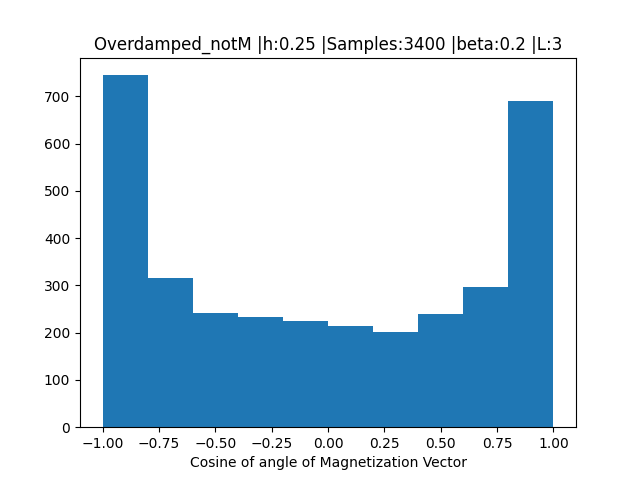 Overdamped_notM |h:0.25 |Samples:3400 |beta:0.2 |L:3
700
600
500
400
300
200
100
0
−1.00 −0.75 −0.50 −0.25 0.00 0.25 0.50 0.75 1.00
Cosine of angle of Magnetization Vector